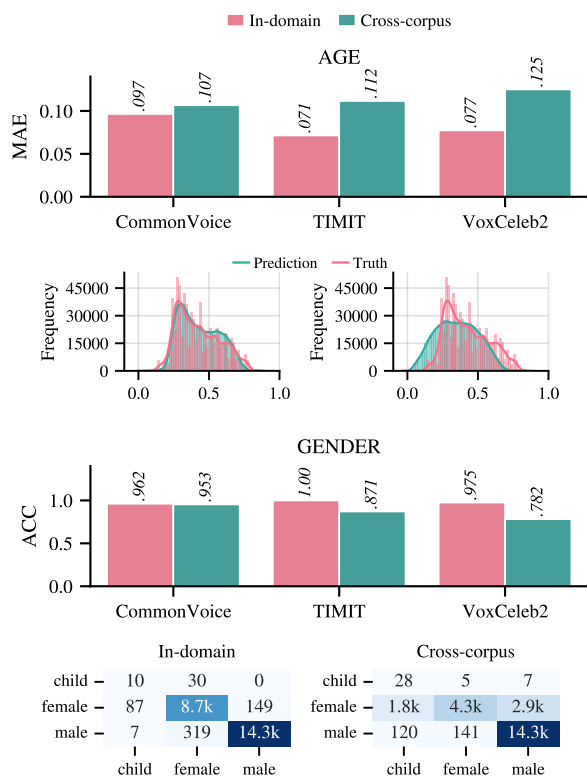 In-domain Cross-corpus
AGE
MAE
0.10
0.05
0.00
.097 .107 .071 .112 .077 .125
CommonVoice TIMIT VoxCeleb2
Prediction Truth
Frequency
45000
30000
15000
0
0.0 0.5 1.0
Frequency
45000
30000
15000
0
0.0 0.5 1.0
GENDER
ACC
1.0
0.5
0.0
.962 .953 1.00 .871 .975 .782
CommonVoice TIMIT VoxCeleb2
In-domain
child 10 30 0
female 87 8.7k 149
male 7 319 14.3k
child female male
Cross-corpus
child 28 5 7
female 1.8k 4.3k 2.9k
male 120 141 14.3k
child female male